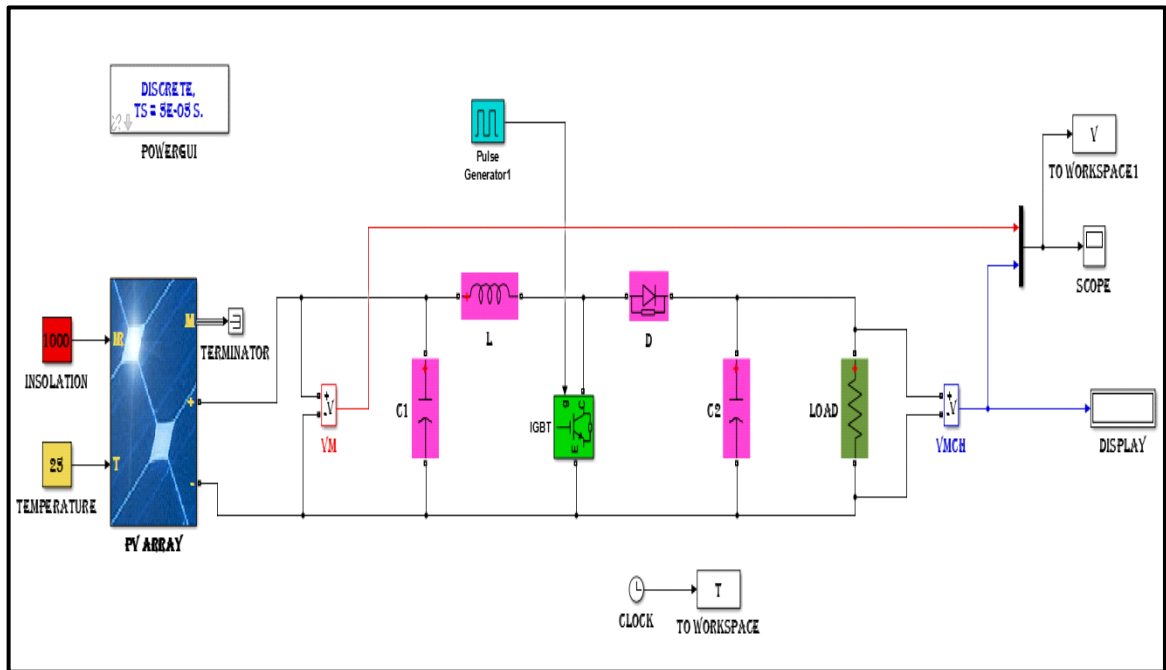 DISCRETE,
TS = 5E-05 S.
POWERGUI
Pulse
Generator1
V
TO WORKSPACE1
SCOPE
1000
INSOLATION
IR
M
TERMINATOR
+
25
TEMPERATURE
T
-
PV ARRAY
+
-V
VM
C1
L
g
C
E
IGBT
D
C2
LOAD
+
-V
VMCH
DISPLAY
CLOCK
T
TO WORKSPACE